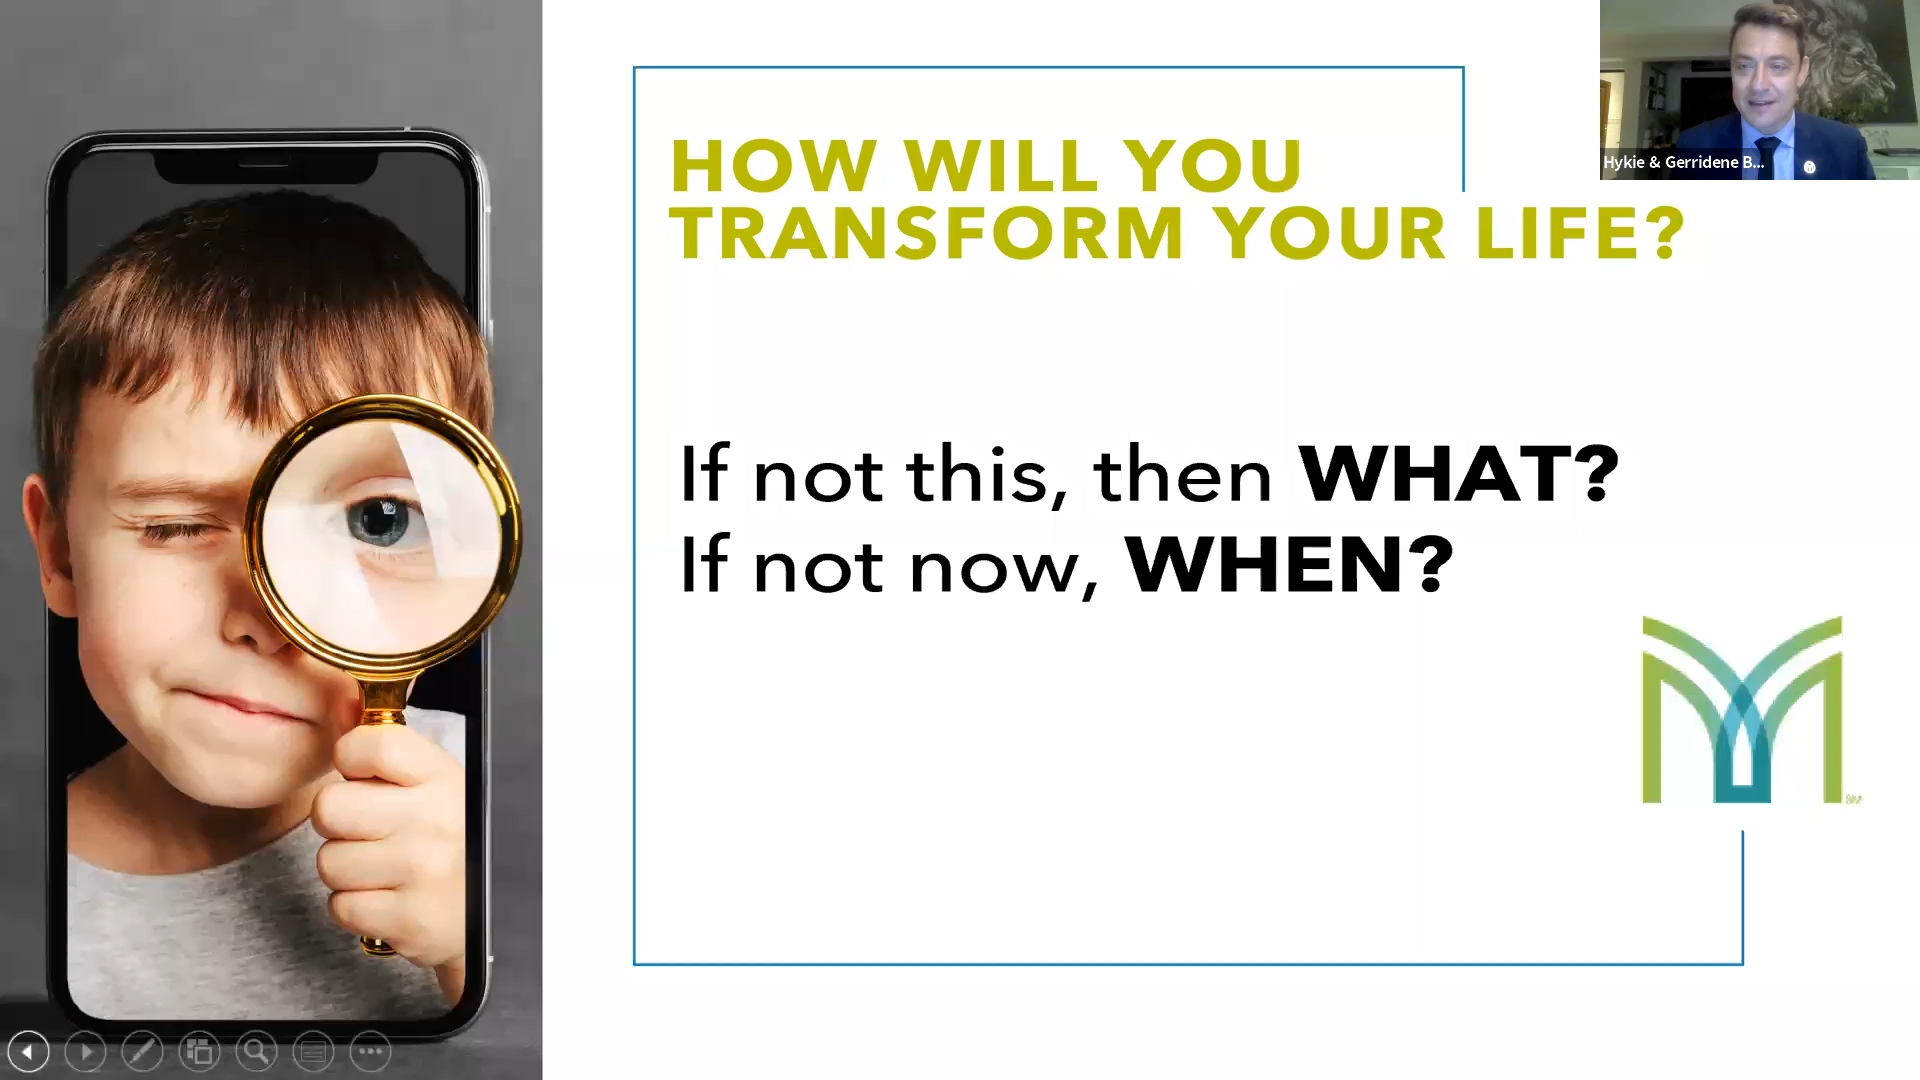 HOW WILL YOU
TRANSFORM YOUR LIFE?
Hykie & Gerridene B...
If not this, then WHAT?
If not now, WHEN?